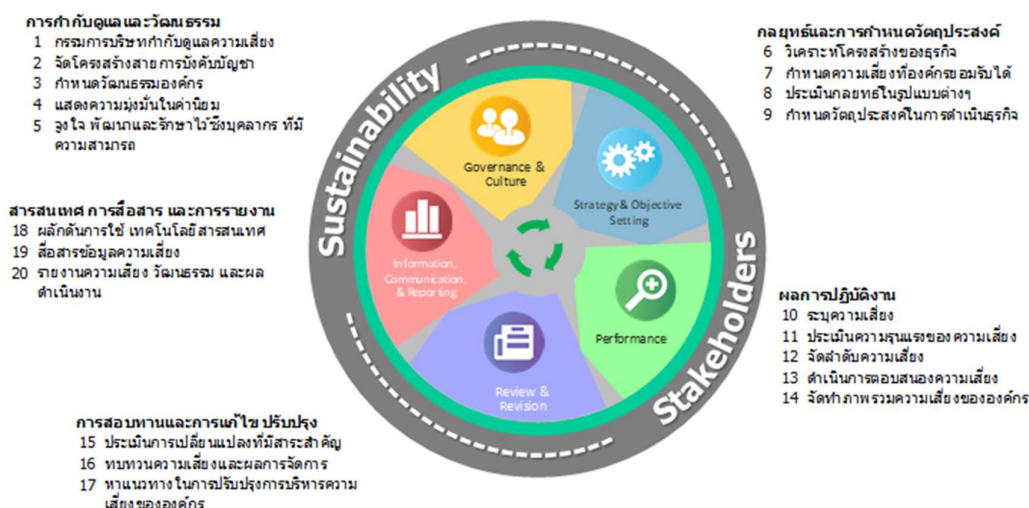 การกำกับดูแลและวัฒนธรรม
1 กรรมการบริษัทกำกับดูแลความเสี่ยง
2 จัดโครงสร้างสายการบังคับบัญชา
3 กำหนดวัฒนธรรมองค์กร
4 แสดงความมุ่งมั่นในค่านิยม
5 จูงใจ พัฒนาและรักษาไว้ซึ่งบุคลากร ที่มี
ความสามารถ
กลยุทธ์และการกำหนดวัตถุประสงค์
6 วิเคราะห์โครงสร้างของธุรกิจ
7 กำหนดความเสี่ยงที่องค์กรยอมรับได้
8 ประเมินกลยุทธ์ในรูปแบบต่างๆ
9 กำหนดวัตถุประสงค์ในการดำเนินธุรกิจ
Sustainability
Governance &
Culture
Strategy & Objective
Setting
Information,
Communication,
& Reporting
Performance
Review &
Revision
Stakeholders
สารสนเทศ การสื่อสาร และการรายงาน
18 ผลักดันการใช้ เทคโนโลยีสารสนเทศ
19 สื่อสารข้อมูลความเสี่ยง
20 รายงานความเสี่ยง วัฒนธรรม และผล
ดำเนินงาน
ผลการปฏิบัติงาน
10 ระบุความเสี่ยง
11 ประเมินความรุนแรงของความเสี่ยง
12 จัดลำดับความเสี่ยง
13 ดำเนินการตอบสนองความเสี่ยง
14 จัดทำภาพรวมความเสี่ยงขององค์กร
การสอบทานและการแก้ไข ปรับปรุง
15 ประเมินการเปลี่ยนแปลงที่มีสาระสำคัญ
16 ทบทวนความเสี่ยงและผลการจัดการ
17 หาแนวทางในการปรับปรุงการบริหารความ
เสี่ยงขององค์กร